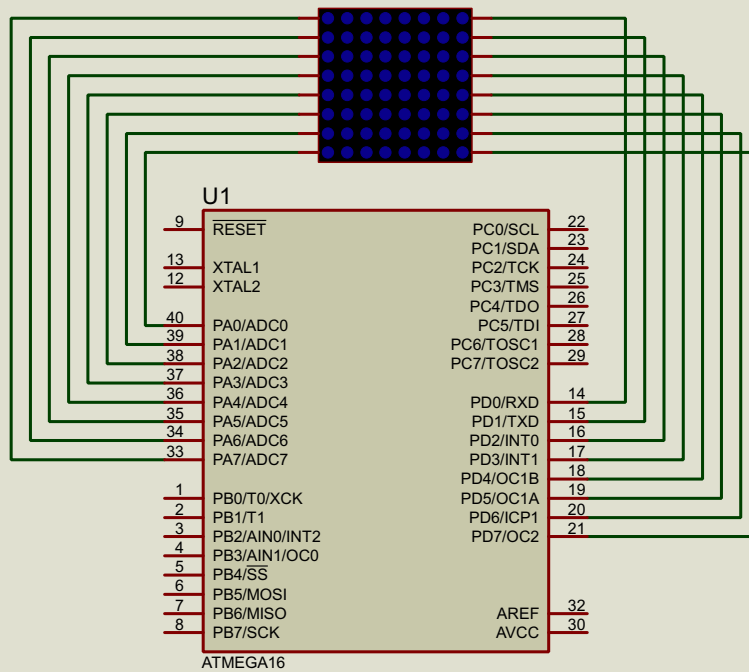 U1
9 RESET PC0/SCL 22
PC1/SDA 23
13 XTAL1 PC2/TCK 24
12 XTAL2 PC3/TMS 25
PC4/TDO 26
40 PA0/ADC0 PC5/TDI 27
39 PA1/ADC1 PC6/TOSC1 28
38 PA2/ADC2 PC7/TOSC2 29
37 PA3/ADC3
36 PA4/ADC4 PD0/RXD 14
35 PA5/ADC5 PD1/TXD 15
34 PA6/ADC6 PD2/INT0 16
33 PA7/ADC7 PD3/INT1 17
PD4/OC1B 18
1 PB0/T0/XCK PD5/OC1A 19
2 PB1/T1 PD6/ICP1 20
3 PB2/AIN0/INT2 PD7/OC2 21
4 PB3/AIN1/OC0
5 PB4/SS
6 PB5/MOSI
7 PB6/MISO AREF 32
8 PB7/SCK AVCC 30
ATMEGA16